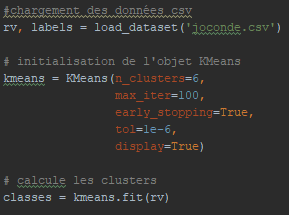 #chargement des données csv
rv, labels = load_dataset('joconde.csv')
# initialisation de l'objet KMeans
kmeans = KMeans(n_clusters=6,
max_iter=100,
early_stopping=True,
tol=1e-6,
display=True)
# calcule les clusters
classes = kmeans.fit(rv)